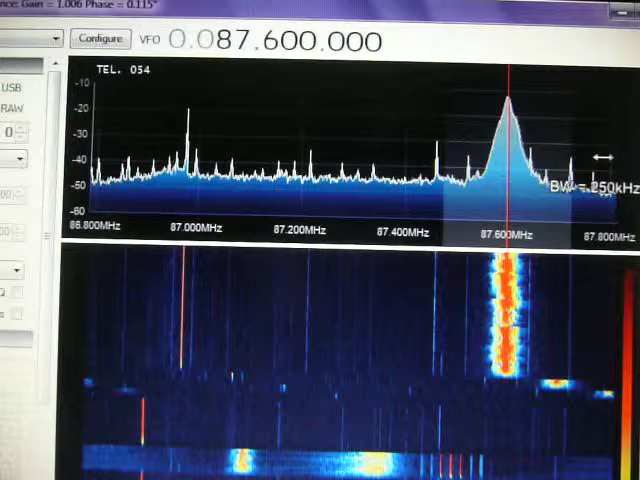 nce: Gain = 1.006 Phase = 0.115°
Configure VFO 0.087.600.000
USB
RAW
0
TEL. 054
-10
-20
-30
-40
-50
-60
BW = 250kHz
86.800MHz 87.000MHz 87.200MHz 87.400MHz 87.600MHz 87.800MHz